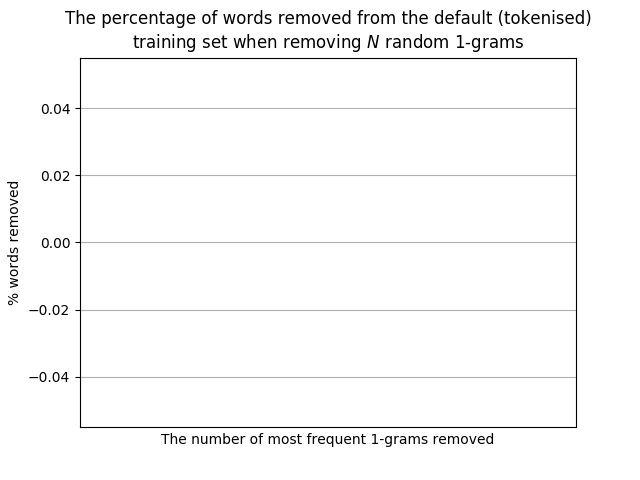 The percentage of words removed from the default (tokenised)
training set when removing N random 1-grams
0.04
0.02
0.00
−0.02
−0.04
% words removed
The number of most frequent 1-grams removed